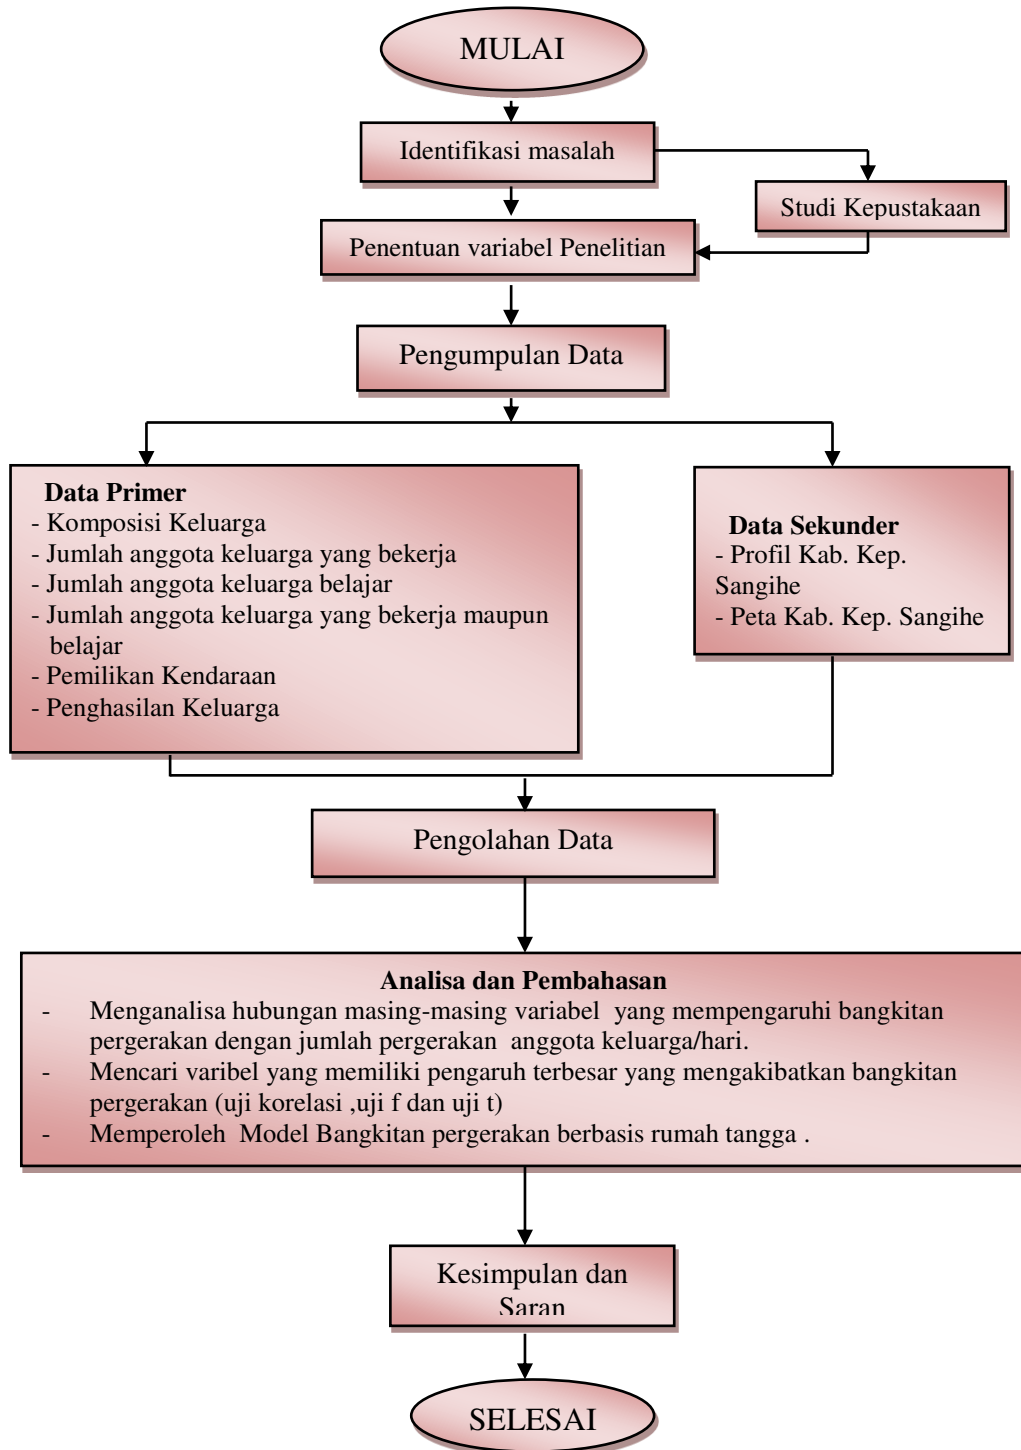 MULAI
Identifikasi masalah
Studi Kepustakaan
Penentuan variabel Penelitian
Pengumpulan Data
Data Primer
- Komposisi Keluarga
- Jumlah anggota keluarga yang bekerja
- Jumlah anggota keluarga belajar
- Jumlah anggota keluarga yang bekerja maupun
belajar
- Pemilikan Kendaraan
- Penghasilan Keluarga
Data Sekunder
- Profil Kab. Kep.
Sangihe
- Peta Kab. Kep. Sangihe
Pengolahan Data
Analisa dan Pembahasan
- Menganalisa hubungan masing-masing variabel yang mempengaruhi bangkitan
pergerakan dengan jumlah pergerakan anggota keluarga/hari.
- Mencari varibel yang memiliki pengaruh terbesar yang mengakibatkan bangkitan
pergerakan (uji korelasi ,uji f dan uji t)
- Memperoleh Model Bangkitan pergerakan berbasis rumah tangga .
Kesimpulan dan
Saran
SELESAI